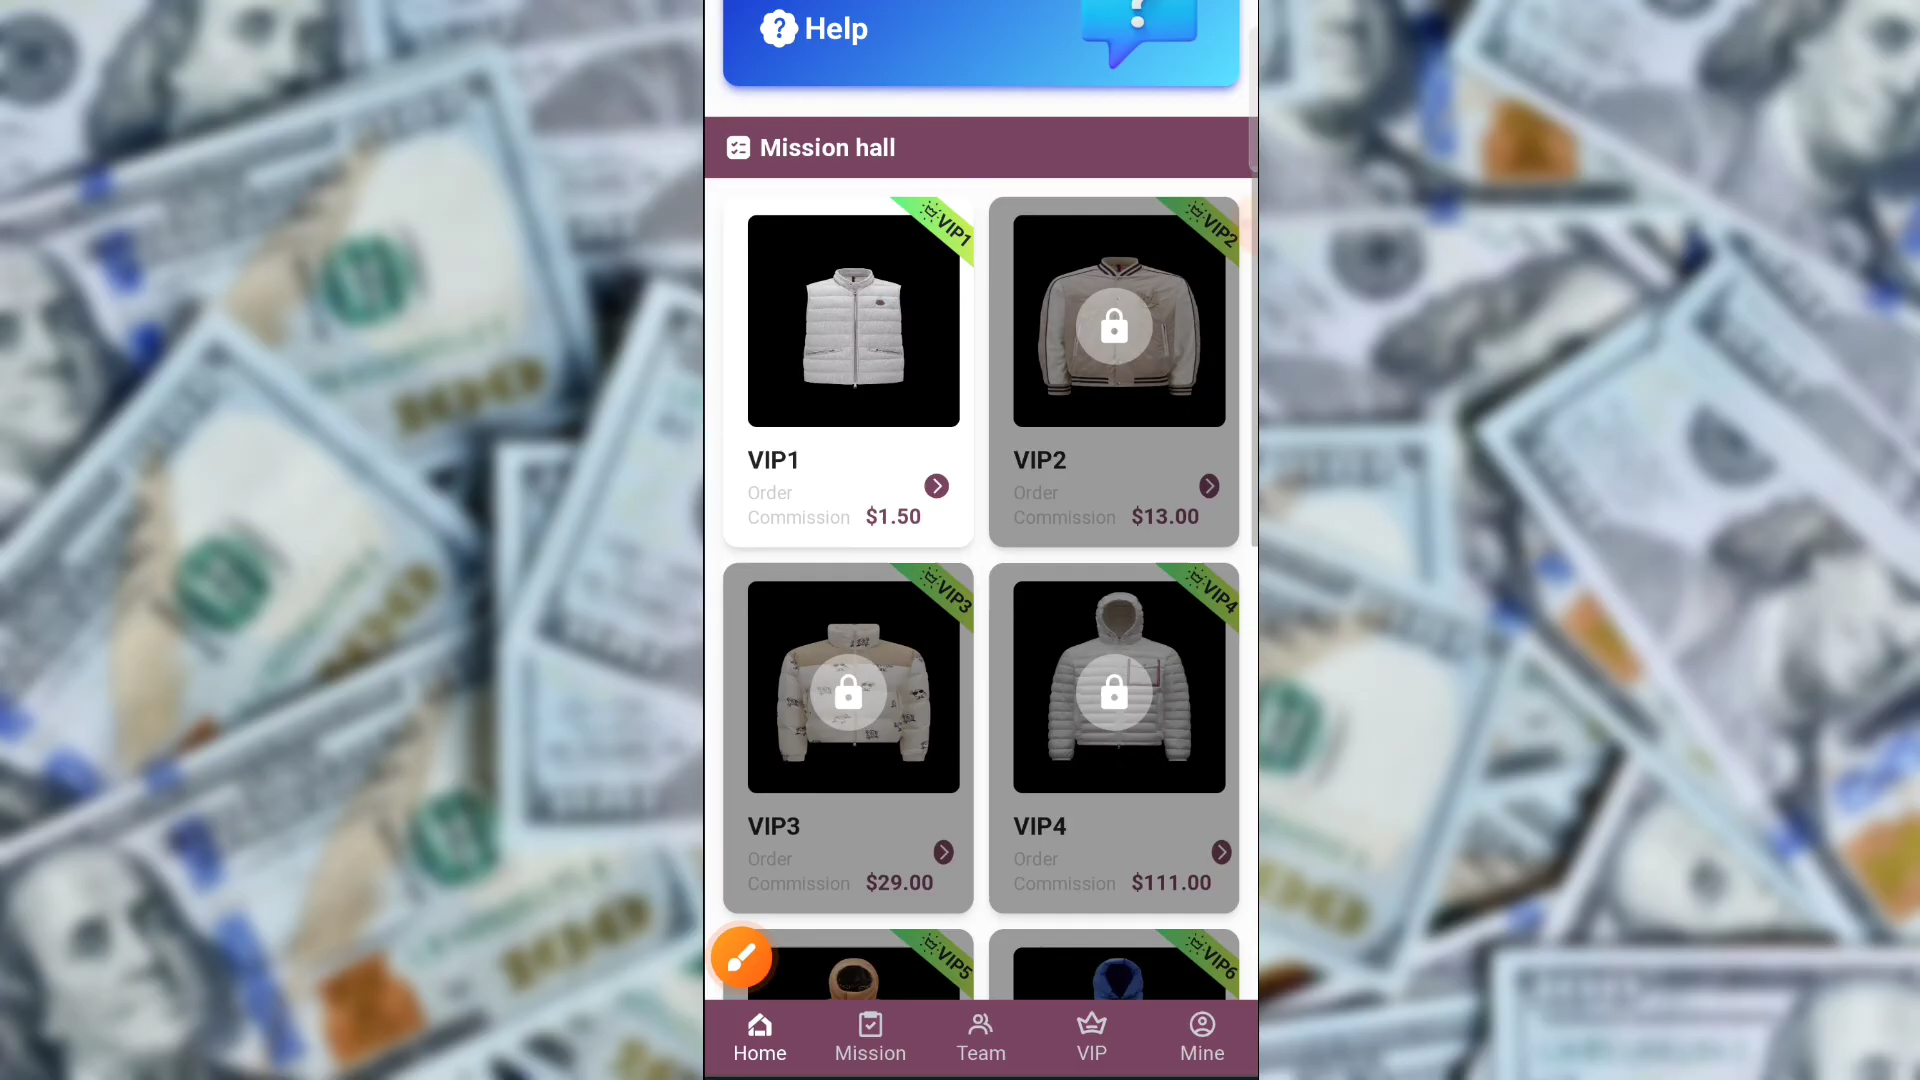 Help
Mission hall
VIP1
VIP2
VIP1
Order
Commission $1.50
VIP2
Order
Commission $13.00
VIP3
VIP4
VIP3
Order
Commission $29.00
VIP4
Order
Commission $111.00
VIP5
VIP6
Home
Mission
Team
VIP
Mine